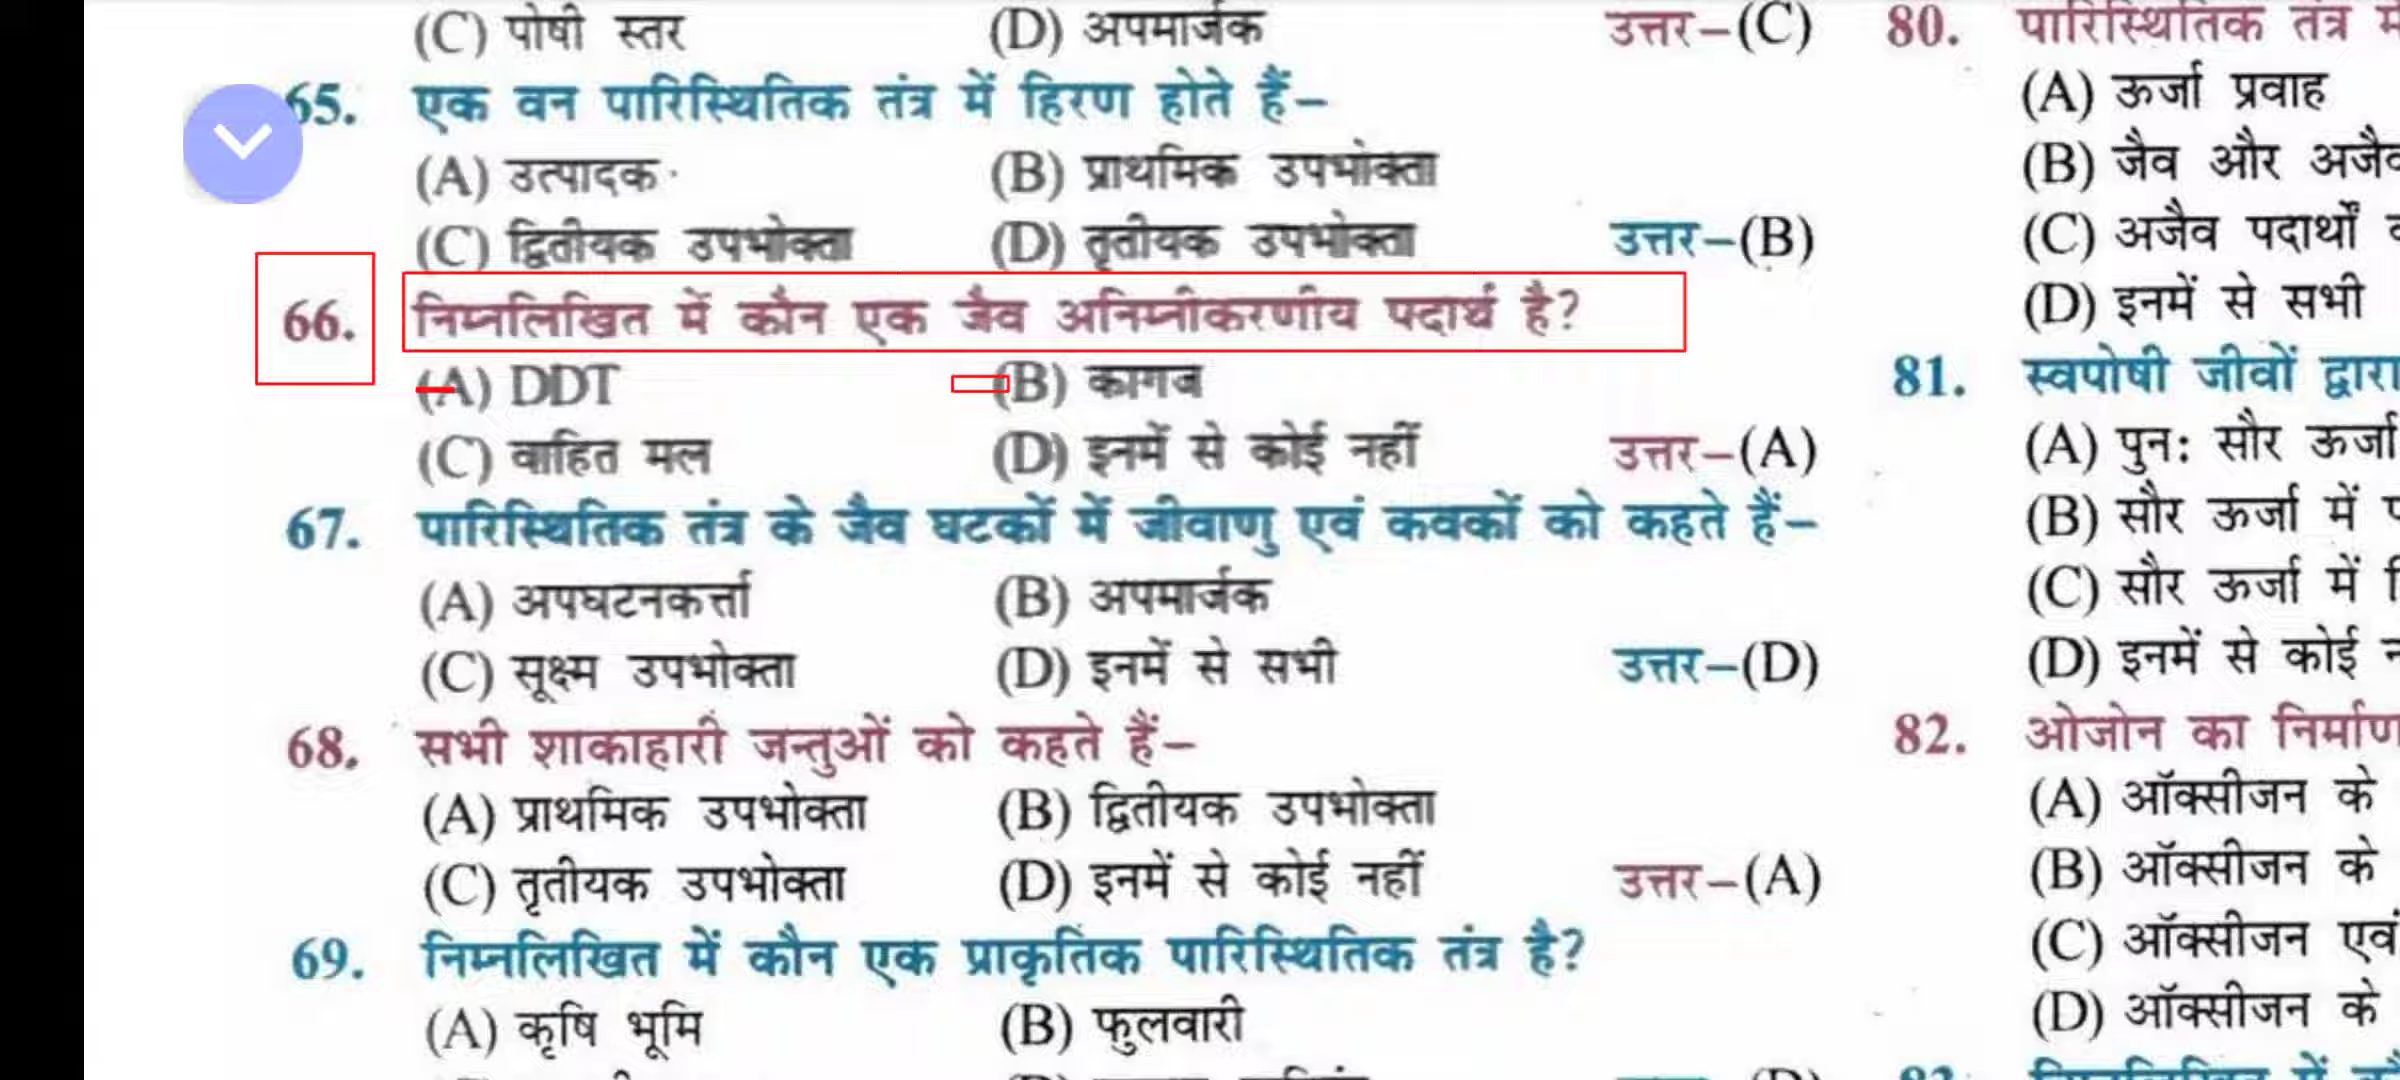 (C) पोषी स्तर (D) अपमार्जक उत्तर–(C)
65. एक वन पारिस्थितिक तंत्र में हिरण होते हैं–
(A) उत्पादक (B) प्राथमिक उपभोक्ता
(C) द्वितीयक उपभोक्ता (D) तृतीयक उपभोक्ता उत्तर–(B)
66. निम्नलिखित में कौन एक जैव अनिम्नीकरणीय पदार्थ है?
(A) DDT (B) कागज
(C) वाहित मल (D) इनमें से कोई नहीं उत्तर–(A)
67. पारिस्थितिक तंत्र के जैव घटकों में जीवाणु एवं कवकों को कहते हैं–
(A) अपघटनकर्त्ता (B) अपमार्जक
(C) सूक्ष्म उपभोक्ता (D) इनमें से सभी उत्तर–(D)
68. सभी शाकाहारी जन्तुओं को कहते हैं–
(A) प्राथमिक उपभोक्ता (B) द्वितीयक उपभोक्ता
(C) तृतीयक उपभोक्ता (D) इनमें से कोई नहीं उत्तर–(A)
69. निम्नलिखित में कौन एक प्राकृतिक पारिस्थितिक तंत्र है?
(A) कृषि भूमि (B) फुलवारी
80. पारिस्थितिक तंत्र
(A) ऊर्जा प्रवाह
(B) जैव और
(C) अजैव पदार्थों
(D) इनमें से सभी
81. स्वपोषी जीवों द्वारा
(A) पुनः सौर ऊर्जा
(B) सौर ऊर्जा में
(C) सौर ऊर्जा में
(D) इनमें से कोई
82. ओजोन का निर्माण
(A) ऑक्सीजन के
(B) ऑक्सीजन के
(C) ऑक्सीजन एवं
(D) ऑक्सीजन के